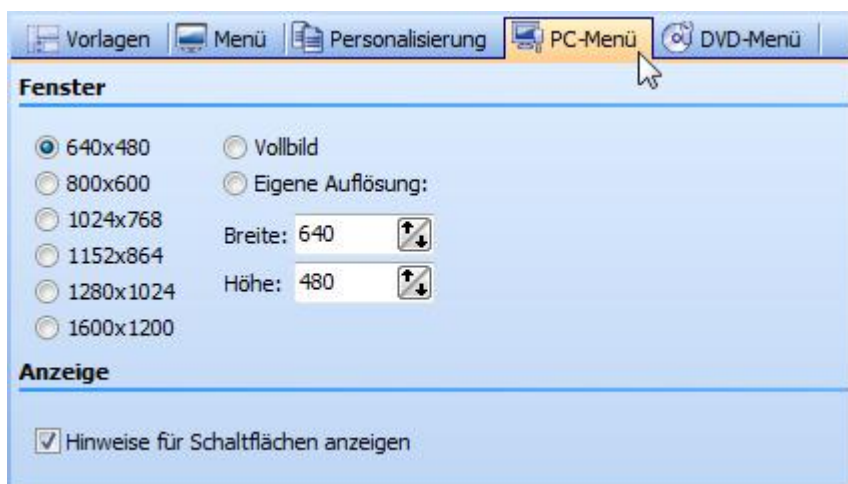 Vorlagen Menü Personalisierung PC-Menü DVD-Menü
Fenster
640x480 Vollbild
800x600 Eigene Auflösung:
1024x768
Breite: 640
1152x864
Höhe: 480
1280x1024
1600x1200
Anzeige
Hinweise für Schaltflächen anzeigen